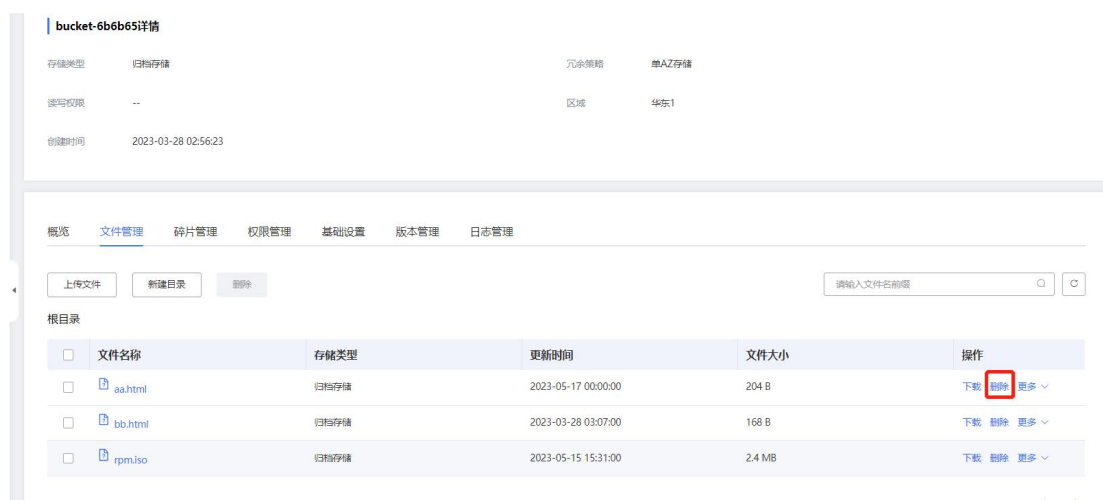 bucket-6b6b65详情
存储类型 归档存储 冗余策略 单AZ存储
读写权限 -- 区域 华东1
创建时间 2023-03-28 02:56:23
概览 文件管理 碎片管理 权限管理 基础设置 版本管理 日志管理
上传文件 新建目录 删除 请输入文件名前缀
根目录
文件名称 存储类型 更新时间 文件大小 操作
aa.html 归档存储 2023-05-17 00:00:00 204 B 下载 删除 更多
bb.html 归档存储 2023-03-28 03:07:00 168 B 下载 删除 更多
rpm.iso 归档存储 2023-05-15 15:31:00 2.4 MB 下载 删除 更多